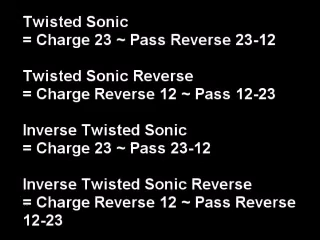 Twisted Sonic
= Charge 23 ~ Pass Reverse 23-12
Twisted Sonic Reverse
= Charge Reverse 12 ~ Pass 12-23
Inverse Twisted Sonic
= Charge 23 ~ Pass 23-12
Inverse Twisted Sonic Reverse
= Charge Reverse 12 ~ Pass Reverse
12-23